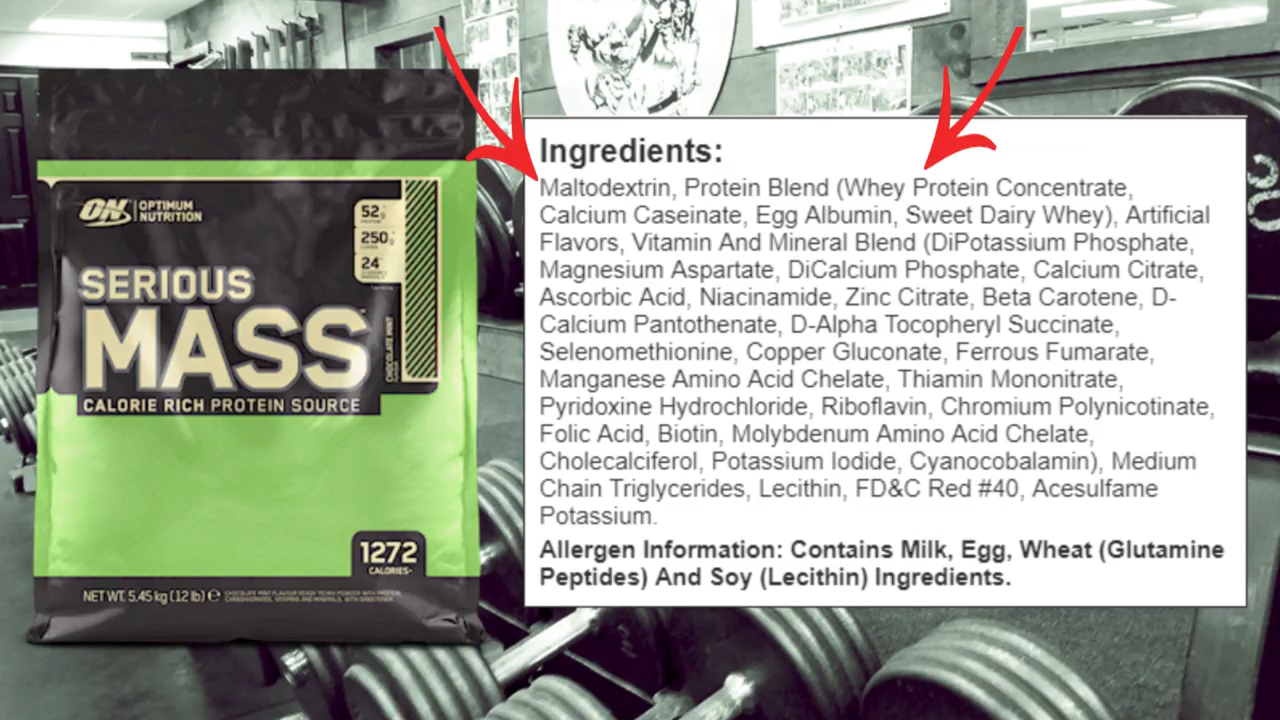 ON OPTIMUM
NUTRITION
52g
250g
24
SERIOUS
MASS
CHOCOLATE MINT
CALORIE RICH PROTEIN SOURCE
1272
CALORIES
NET WT. 5.45 kg (12 lb) e
Ingredients:
Maltodextrin, Protein Blend (Whey Protein Concentrate,
Calcium Caseinate, Egg Albumin, Sweet Dairy Whey), Artificial
Flavors, Vitamin And Mineral Blend (DiPotassium Phosphate,
Magnesium Aspartate, DiCalcium Phosphate, Calcium Citrate,
Ascorbic Acid, Niacinamide, Zinc Citrate, Beta Carotene, D-
Calcium Pantothenate, D-Alpha Tocopheryl Succinate,
Selenomethionine, Copper Gluconate, Ferrous Fumarate,
Manganese Amino Acid Chelate, Thiamin Mononitrate,
Pyridoxine Hydrochloride, Riboflavin, Chromium Polynicotinate,
Folic Acid, Biotin, Molybdenum Amino Acid Chelate,
Cholecalciferol, Potassium Iodide, Cyanocobalamin), Medium
Chain Triglycerides, Lecithin, FD&C Red #40, Acesulfame
Potassium.
Allergen Information: Contains Milk, Egg, Wheat (Glutamine
Peptides) And Soy (Lecithin) Ingredients.